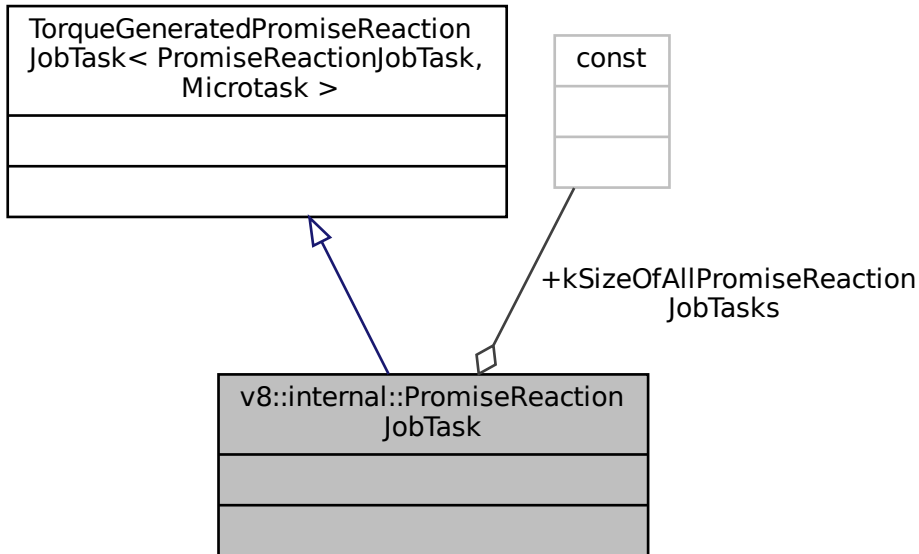 TorqueGeneratedPromiseReaction
JobTask< PromiseReactionJobTask,
Microtask >
const
+kSizeOfAllPromiseReaction
JobTasks
v8::internal::PromiseReaction
JobTask